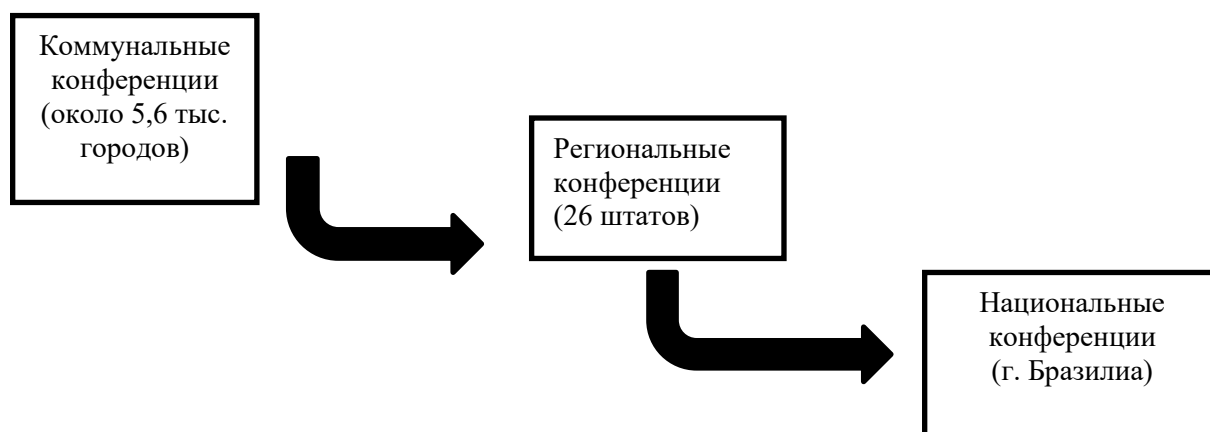 Коммунальные
конференции
(около 5,6 тыс.
городов)
Региональные
конференции
(26 штатов)
Национальные
конференции
(г. Бразилиа)